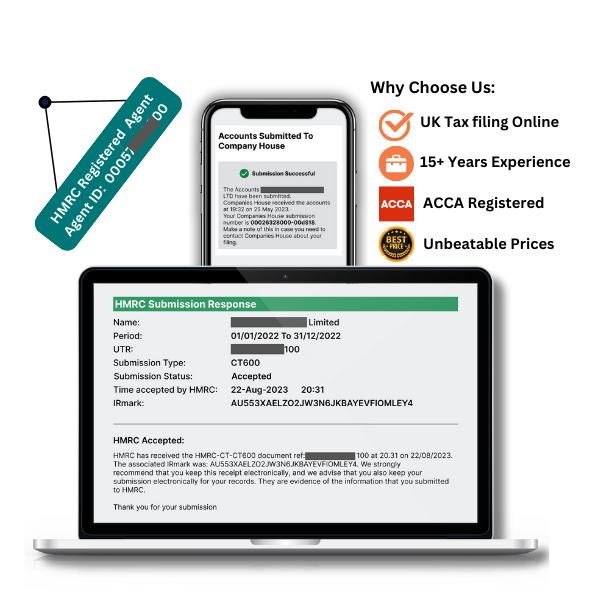 HMRC Registered Agent
Agent ID: 00057 00
Accounts Submitted To
Company House
Submission Successful
The Accounts
LTD have been submitted.
Companies House received the accounts
at 19:32 on 25 May 2023.
Your Companies House submission
number is 00028328000-00d818.
Make a note of this in case you need to
contact Companies House about your
filing.
Why Choose Us:
UK Tax filing Online
15+ Years Experience
ACCA
ACCA Registered
BEST
PRICE
Unbeatable Prices
HMRC Submission Response
Name: Limited
Period: 01/01/2022 To 31/12/2022
UTR: 100
Submission Type: CT600
Submission Status: Accepted
Time accepted by HMRC: 22-Aug-2023 20:31
IRmark: AU553XAELZO2JW3N6JKBAYEVFIOMLEY4
HMRC Accepted:
HMRC has received the HMRC-CT-CT600 document ref: 100 at 20.31 on 22/08/2023.
The associated IRmark was: AU553XAELZO2JW3N6JKBAYEVFIOMLEY4. We strongly
recommend that you keep this receipt electronically, and we advise that you also keep your
submission electronically for your records. They are evidence of the information that you submitted
to HMRC.
Thank you for your submission